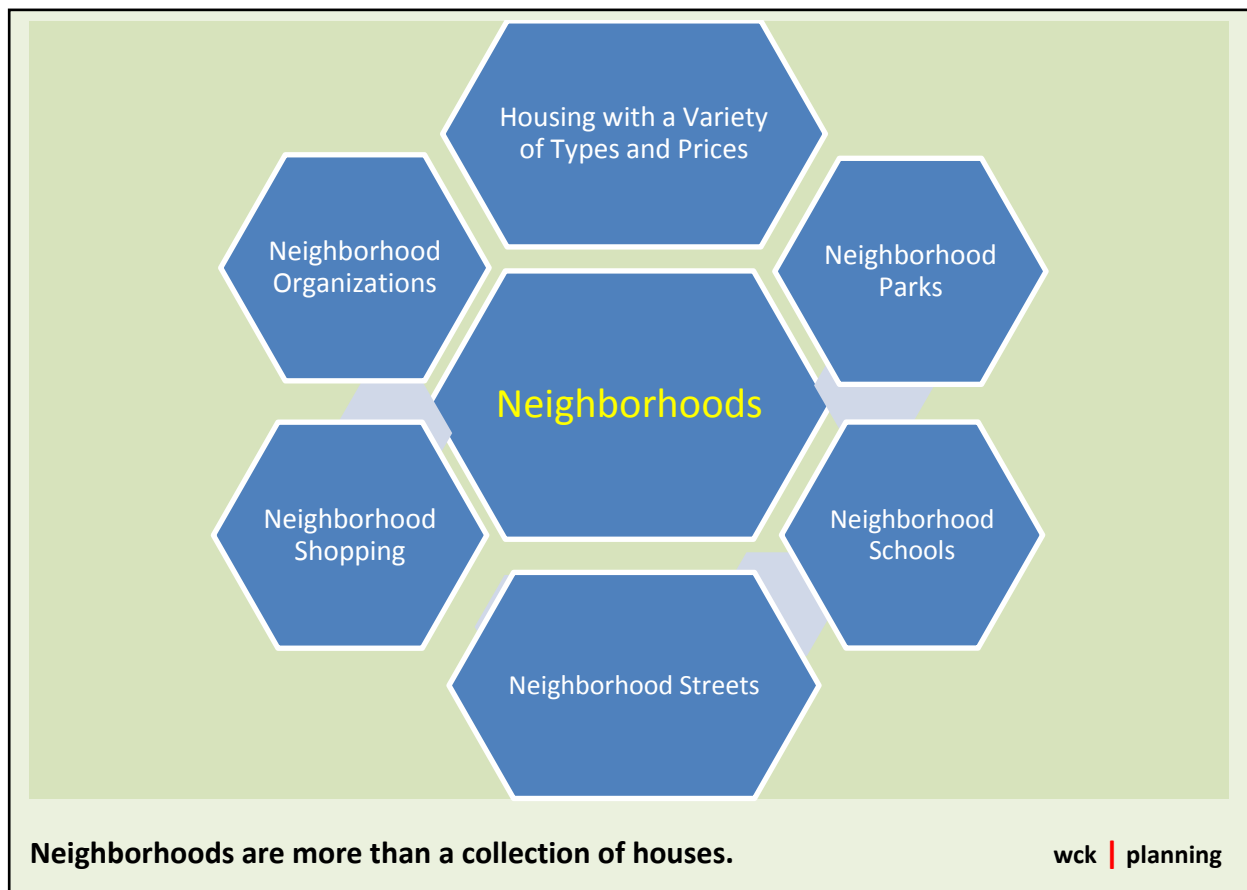 Housing with a Variety
of Types and Prices
Neighborhood
Organizations
Neighborhood
Parks
Neighborhoods
Neighborhood
Shopping
Neighborhood
Schools
Neighborhood Streets
Neighborhoods are more than a collection of houses.
wck | planning